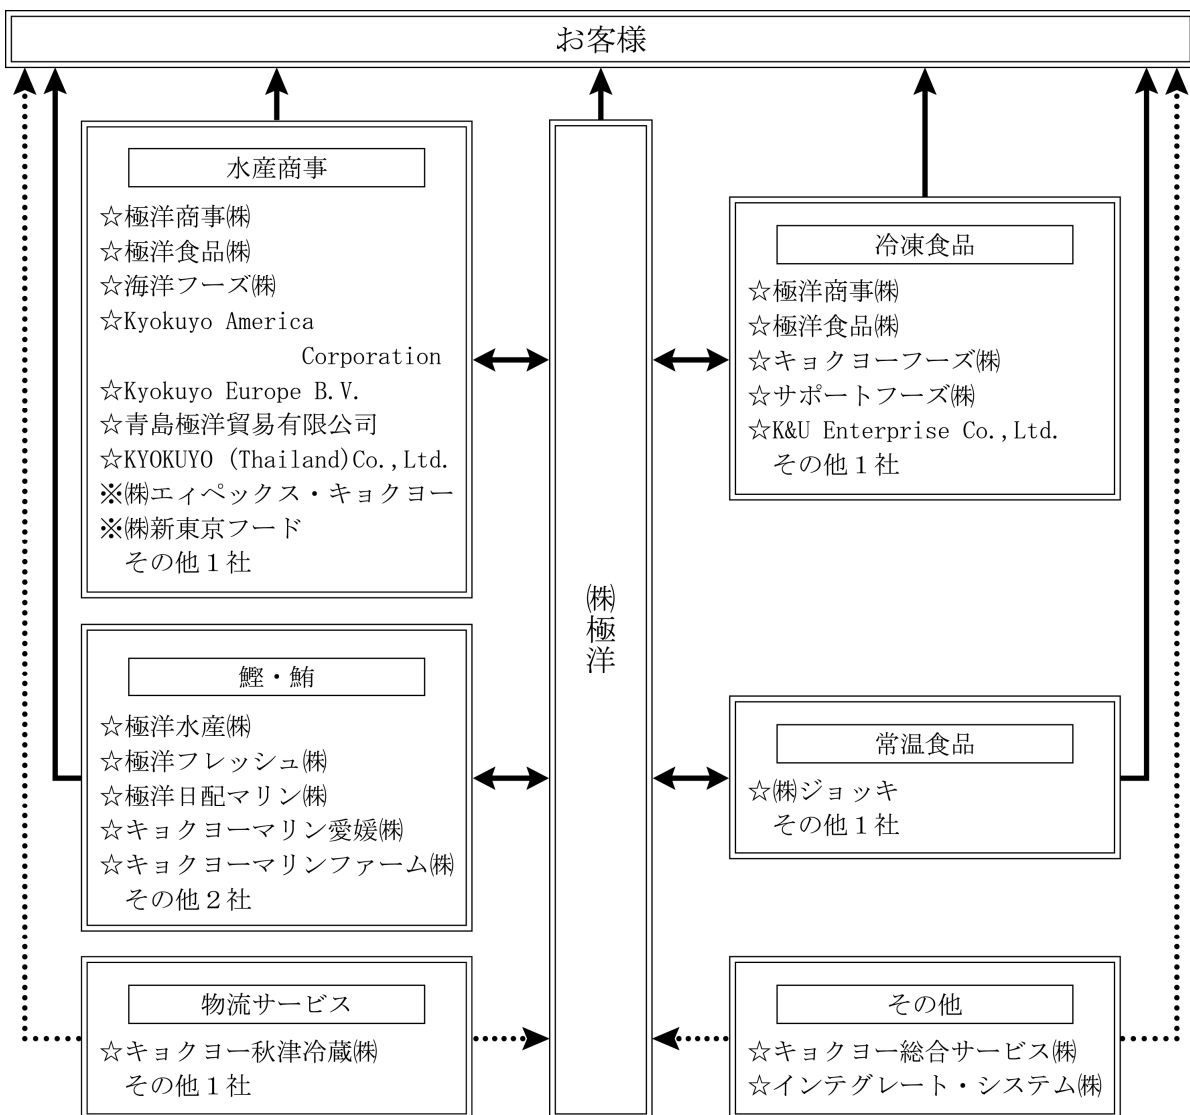 お客様
水産商事
☆極洋商事㈱
☆極洋食品㈱
☆海洋フーズ㈱
☆Kyokuyo America
Corporation
☆Kyokuyo Europe B.V.
☆青島極洋貿易有限公司
☆KYOKUYO (Thailand)Co.,Ltd.
※㈱エィペックス・キョクヨー
※㈱新東京フード
その他１社
鰹・鮪
☆極洋水産㈱
☆極洋フレッシュ㈱
☆極洋日配マリン㈱
☆キョクヨーマリン愛媛㈱
☆キョクヨーマリンファーム㈱
その他２社
物流サービス
☆キョクヨー秋津冷蔵㈱
その他１社
㈱極洋
冷凍食品
☆極洋商事㈱
☆極洋食品㈱
☆キョクヨーフーズ㈱
☆サポートフーズ㈱
☆K&U Enterprise Co.,Ltd.
その他１社
常温食品
☆㈱ジョッキ
その他１社
その他
☆キョクヨー総合サービス㈱
☆インテグレート・システム㈱